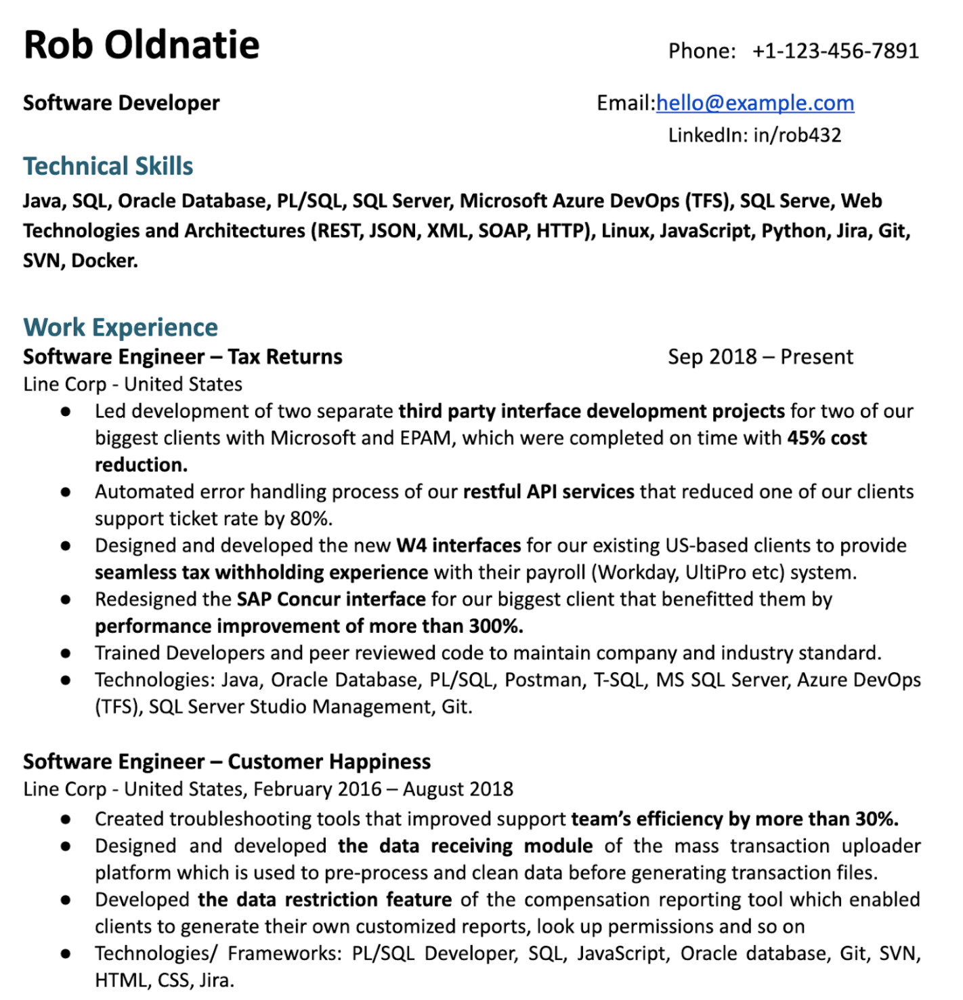 Rob Oldnatie
Phone: +1-123-456-7891
Software Developer
Email:hello@example.com
LinkedIn: in/rob432
Technical Skills
Java, SQL, Oracle Database, PL/SQL, SQL Server, Microsoft Azure DevOps (TFS), SQL Serve, Web
Technologies and Architectures (REST, JSON, XML, SOAP, HTTP), Linux, JavaScript, Python, Jira, Git,
SVN, Docker.
Work Experience
Software Engineer – Tax Returns
Sep 2018 – Present
Line Corp - United States
● Led development of two separate third party interface development projects for two of our
biggest clients with Microsoft and EPAM, which were completed on time with 45% cost
reduction.
● Automated error handling process of our restful API services that reduced one of our clients
support ticket rate by 80%.
● Designed and developed the new W4 interfaces for our existing US-based clients to provide
seamless tax withholding experience with their payroll (Workday, UltiPro etc) system.
● Redesigned the SAP Concur interface for our biggest client that benefitted them by
performance improvement of more than 300%.
● Trained Developers and peer reviewed code to maintain company and industry standard.
● Technologies: Java, Oracle Database, PL/SQL, Postman, T-SQL, MS SQL Server, Azure DevOps
(TFS), SQL Server Studio Management, Git.
Software Engineer – Customer Happiness
Line Corp - United States, February 2016 – August 2018
● Created troubleshooting tools that improved support team’s efficiency by more than 30%.
● Designed and developed the data receiving module of the mass transaction uploader
platform which is used to pre-process and clean data before generating transaction files.
● Developed the data restriction feature of the compensation reporting tool which enabled
clients to generate their own customized reports, look up permissions and so on
● Technologies/ Frameworks: PL/SQL Developer, SQL, JavaScript, Oracle database, Git, SVN,
HTML, CSS, Jira.